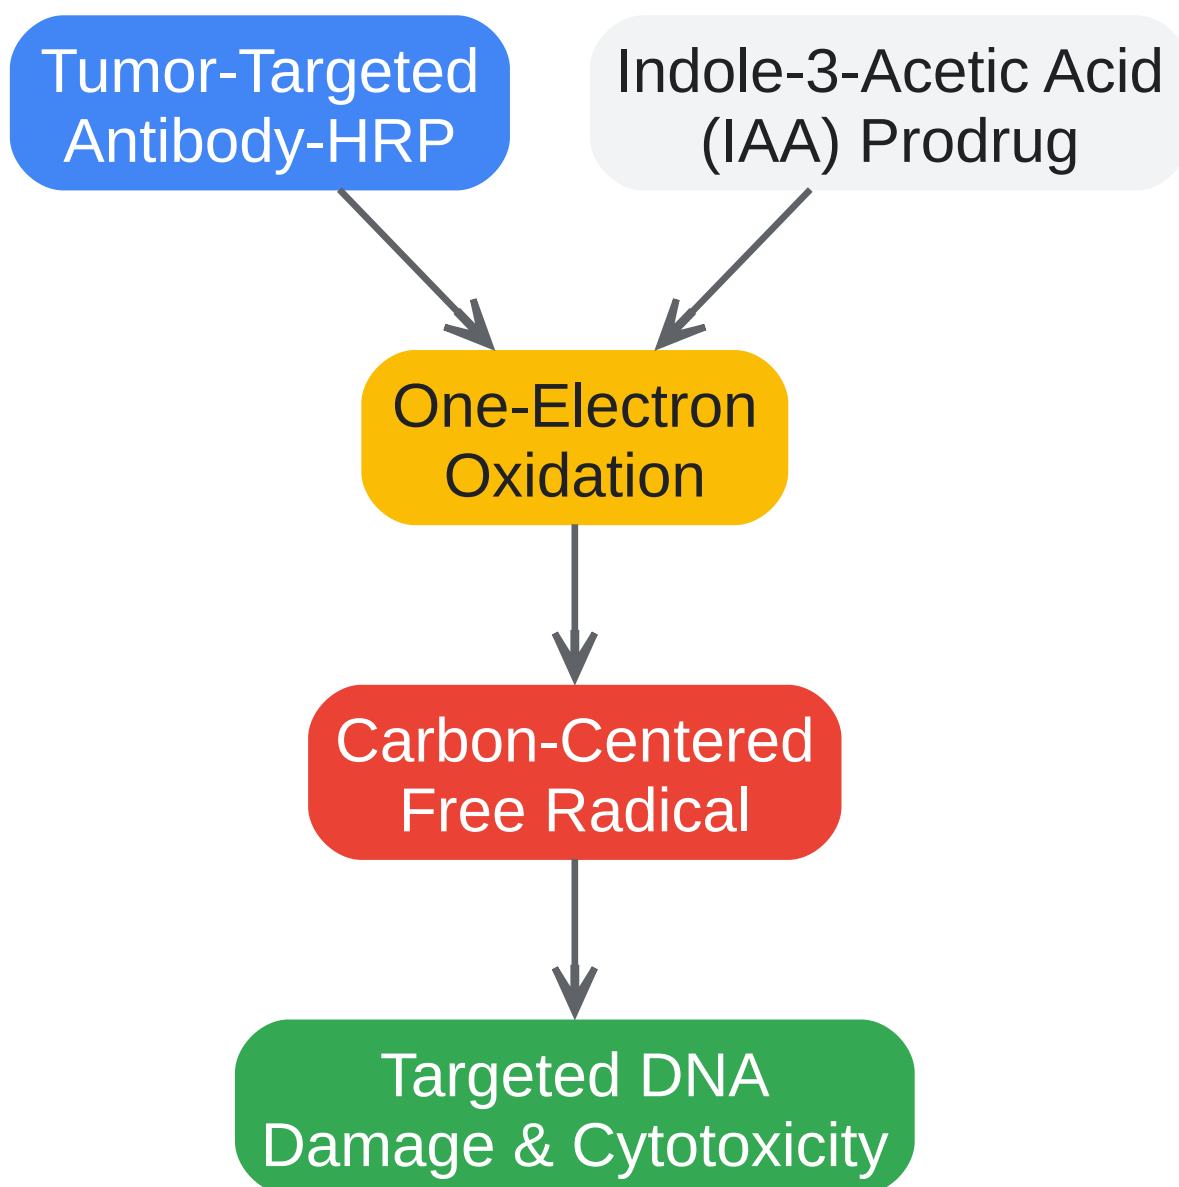 Tumor-Targeted
Antibody-HRP
Indole-3-Acetic Acid
(IAA) Prodrug
One-Electron
Oxidation
Carbon-Centered
Free Radical
Targeted DNA
Damage & Cytotoxicity